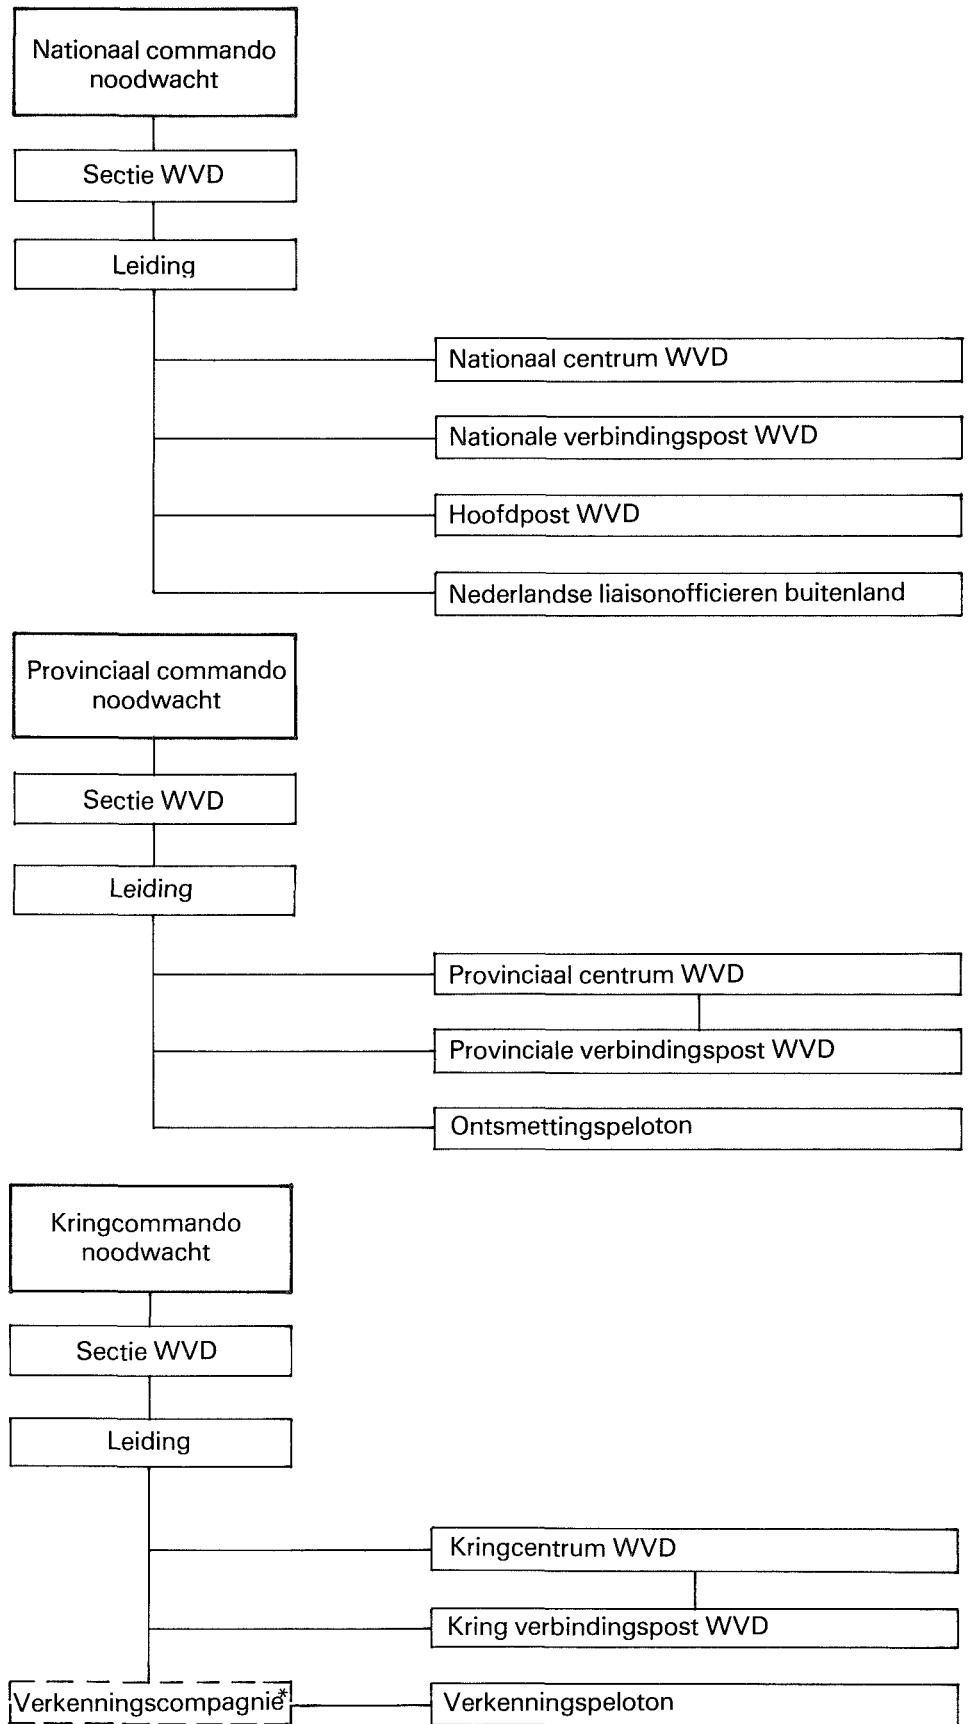 Nationaal commando
noodwacht
Sectie WVD
Leiding
Nationaal centrum WVD
Nationale verbindingspost WVD
Hoofdpost WVD
Nederlandse liaisonofficieren buitenland
Provinciaal commando
noodwacht
Sectie WVD
Leiding
Provinciaal centrum WVD
Provinciale verbindingspost WVD
Ontsmettingspeloton
Kringcommando
noodwacht
Sectie WVD
Leiding
Kringcentrum WVD
Kring verbindingspost WVD
Verkenningscompagnie*
Verkenningspeloton